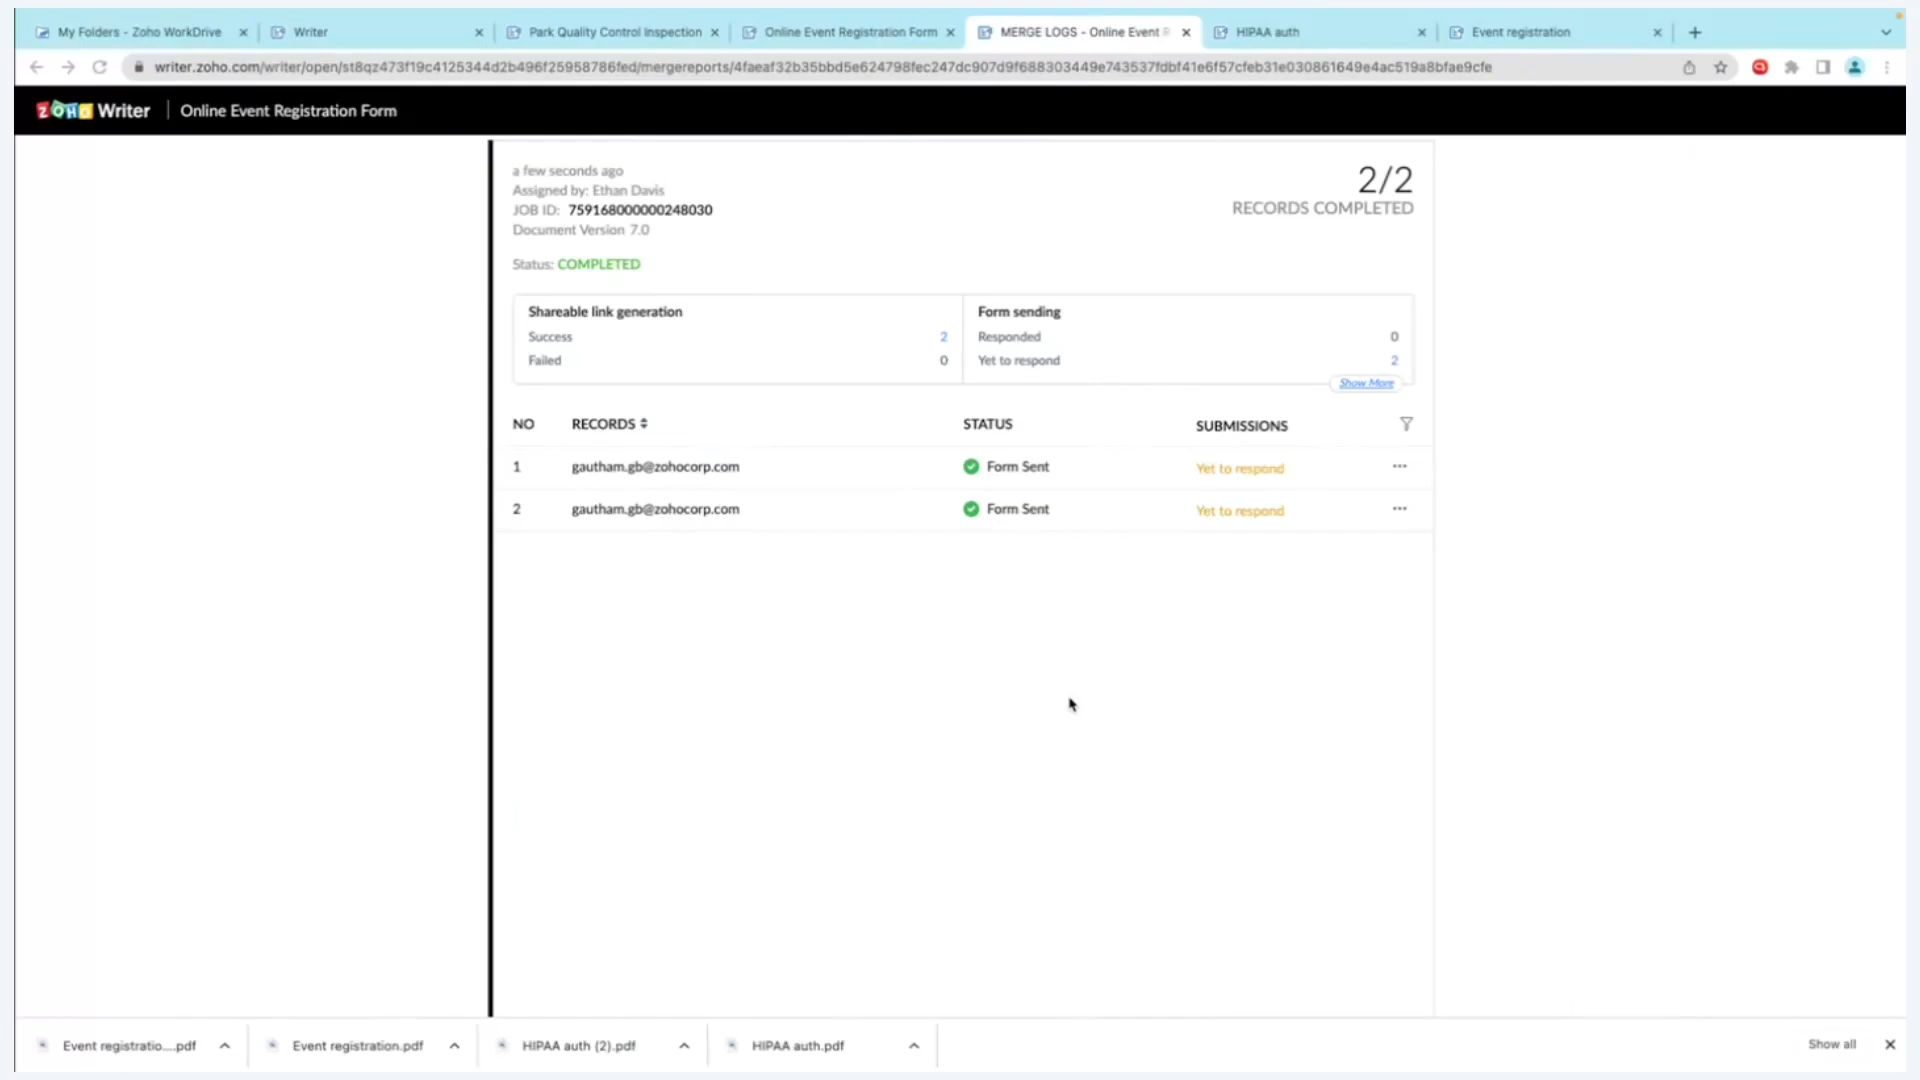 My Folders - Zoho WorkDrive
Writer
Park Quality Control Inspection
Online Event Registration Form
MERGE LOGS - Online Event R
HIPAA auth
Event registration
writer.zoho.com/writer/open/st8qz473f19c4125344d2b496f25958786fed/mergereports/4faeaf32b35bbd5e624798fec247dc907d9f688303449e743537fdbf41e6f57cfeb31e030861649e4ac519a8bfae9cfe
ZOHO Writer
Online Event Registration Form
a few seconds ago
Assigned by: Ethan Davis
JOB ID: 759168000000248030
Document Version 7.0
Status: COMPLETED
2/2
RECORDS COMPLETED
Shareable link generation
Success 2
Failed 0
Form sending
Responded 0
Yet to respond 2
Show More
NO RECORDS STATUS SUBMISSIONS
1 gautham.gb@zohocorp.com Form Sent Yet to respond
2 gautham.gb@zohocorp.com Form Sent Yet to respond
Event registratio....pdf
Event registration.pdf
HIPAA auth (2).pdf
HIPAA auth.pdf
Show all